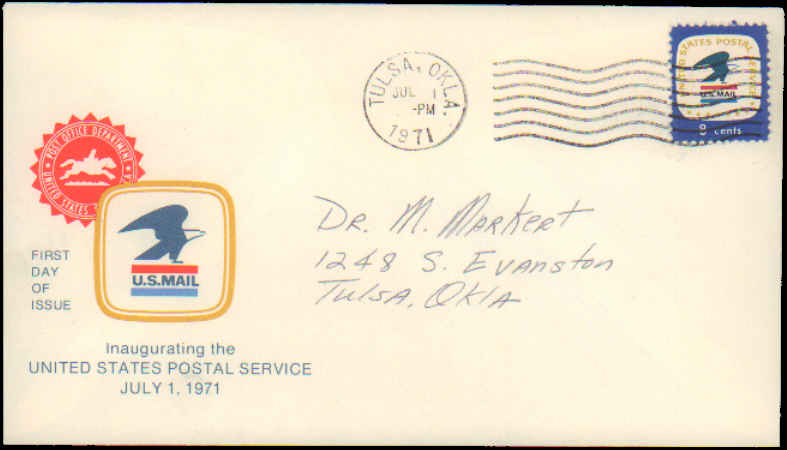 TULSA, OKLA.
JUL 1
-PM
1971
UNITED STATES POSTAL SERVICE
U.S. MAIL
8 cents
POST OFFICE DEPARTMENT
UNITED STATES
U.S. MAIL
FIRST
DAY
OF
ISSUE
Dr. M. Markert
1248 S. Evanston
Tulsa, Okla
Inaugurating the
UNITED STATES POSTAL SERVICE
JULY 1, 1971